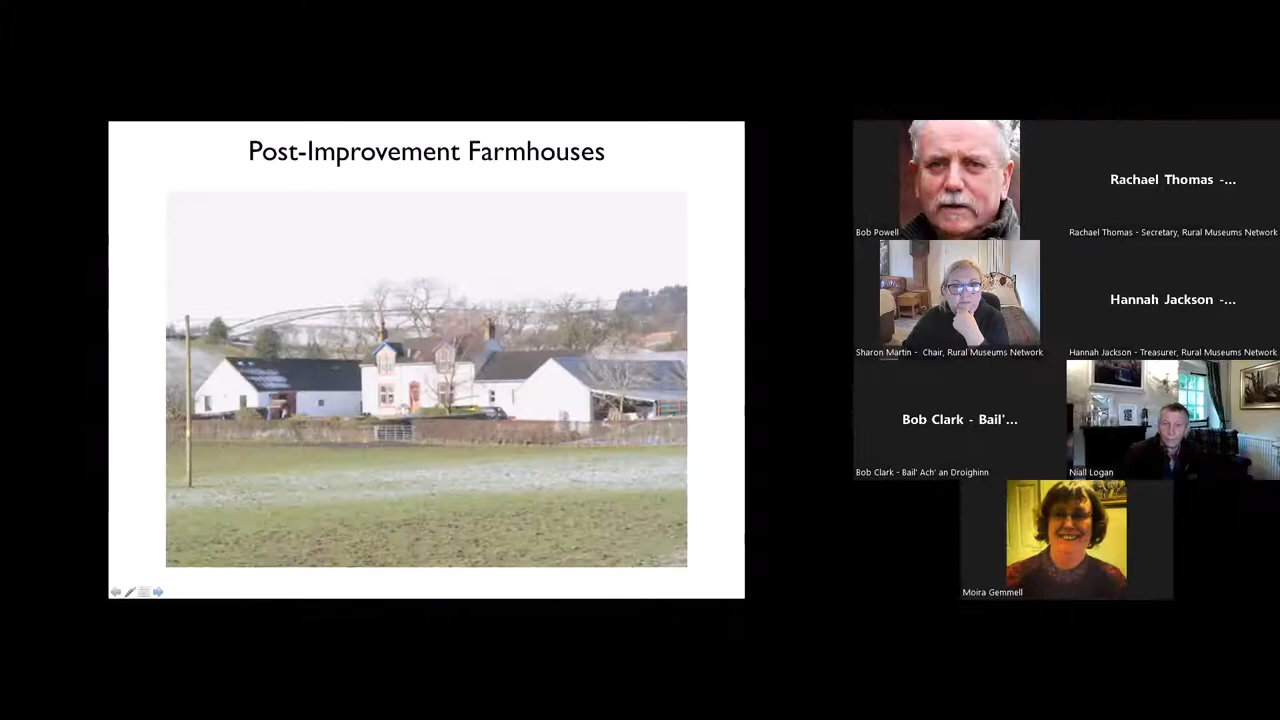 Post-Improvement Farmhouses
Bob Powell
Rachael Thomas -...
Rachael Thomas - Secretary, Rural Museums Network
Sharon Martin - Chair, Rural Museums Network
Hannah Jackson -...
Hannah Jackson - Treasurer, Rural Museums Network
Bob Clark - Bail'...
Bob Clark - Bail' Ach' an Droighinn
Niall Logan
Moira Gemmell